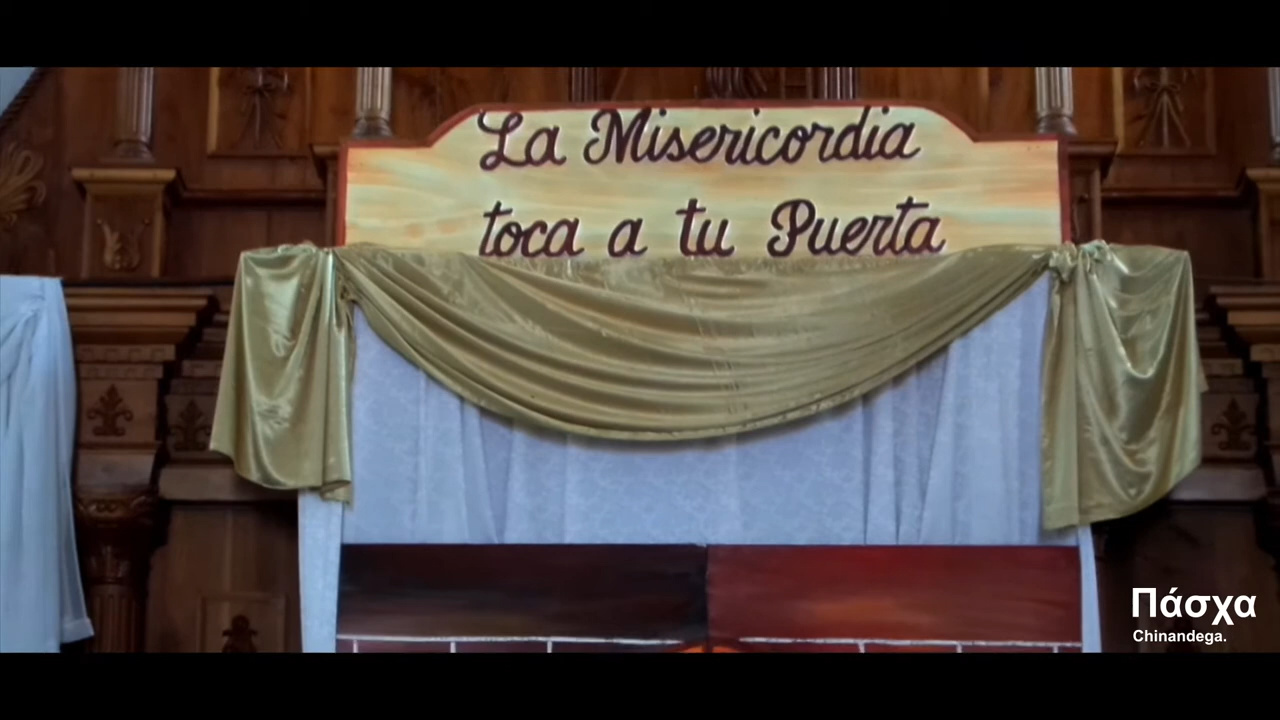 La Misericordia
toca a tu Puerta
Πάσχα
Chinandega.